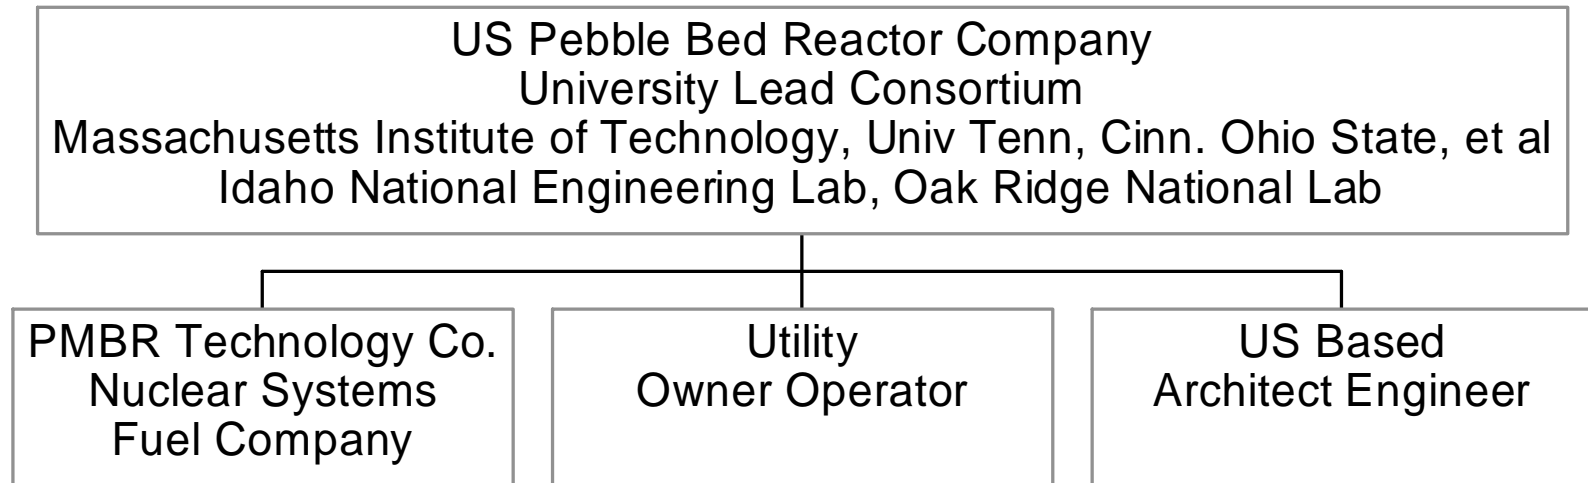 US Pebble Bed Reactor Company
University Lead Consortium
Massachusetts Institute of Technology, Univ Tenn, Cinn. Ohio State, et al
Idaho National Engineering Lab, Oak Ridge National Lab
PMBR Technology Co.
Nuclear Systems
Fuel Company
Utility
Owner Operator
US Based
Architect Engineer